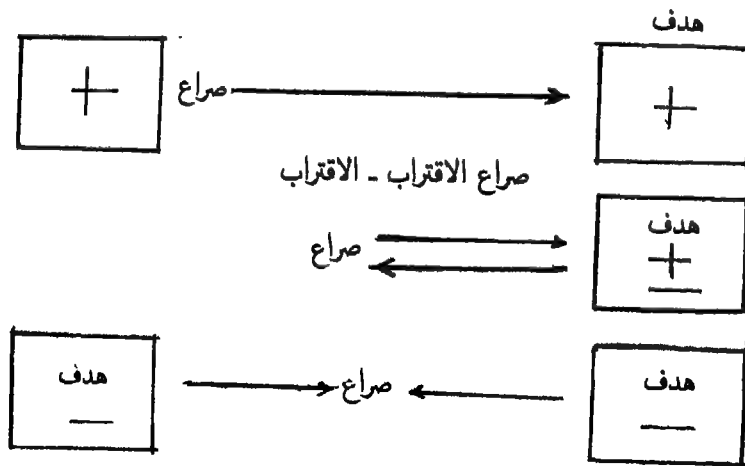 هدف
+ صراع +
صراع الاقتراب - الاقتراب
هدف
+
صراع
—
هدف صراع هدف
— —